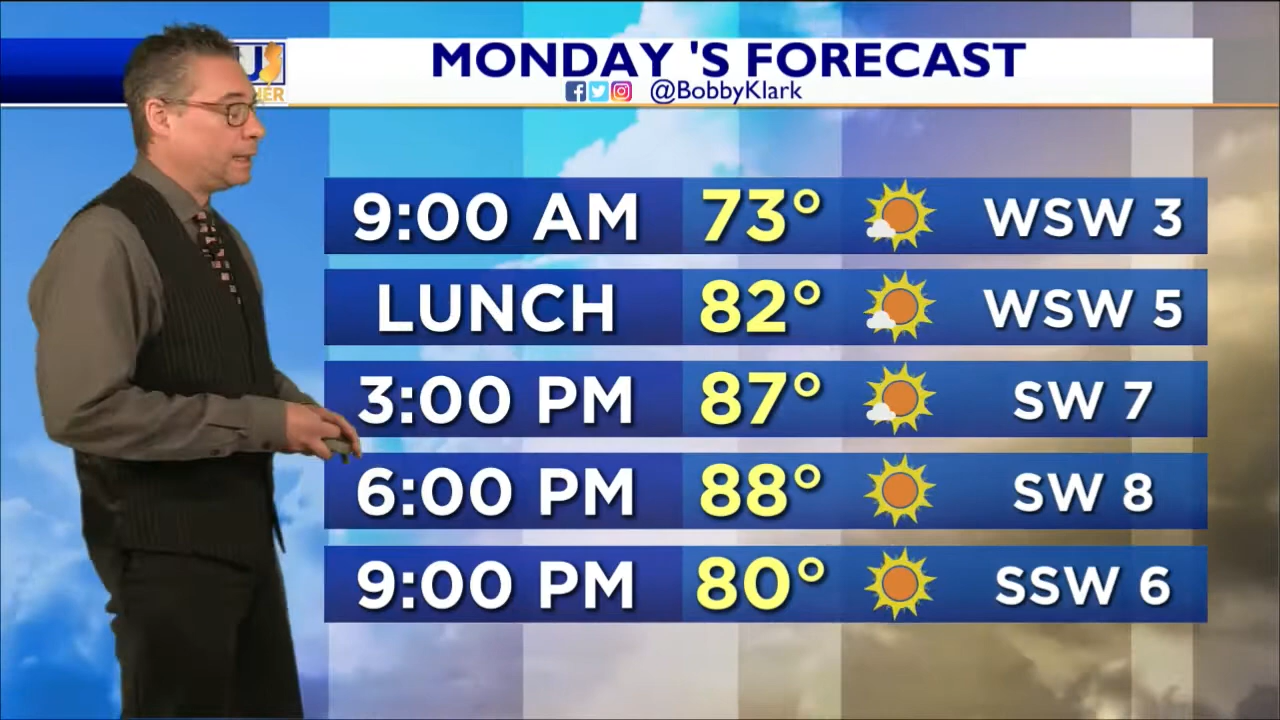 MONDAY 'S FORECAST
@BobbyKlark
9:00 AM 73° WSW 3
LUNCH 82° WSW 5
3:00 PM 87° SW 7
6:00 PM 88° SW 8
9:00 PM 80° SSW 6